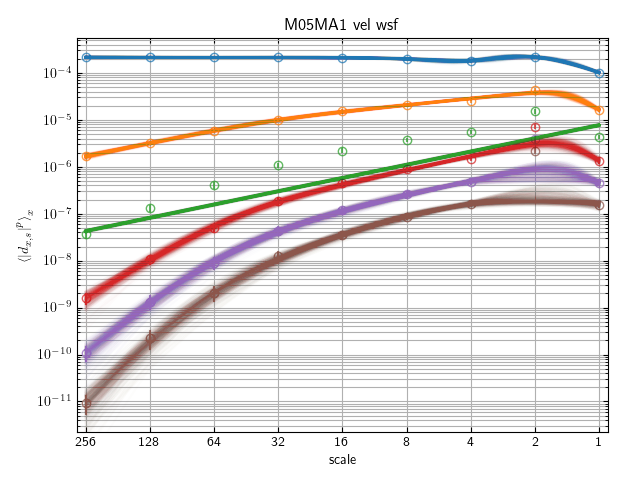 M05MA1 vel wsf
10⁻⁴
10⁻⁵
10⁻⁶
10⁻⁷
10⁻⁸
10⁻⁹
10⁻¹⁰
10⁻¹¹
⟨|d_{x,s}|^p⟩_x
256 128 64 32 16 8 4 2 1
scale